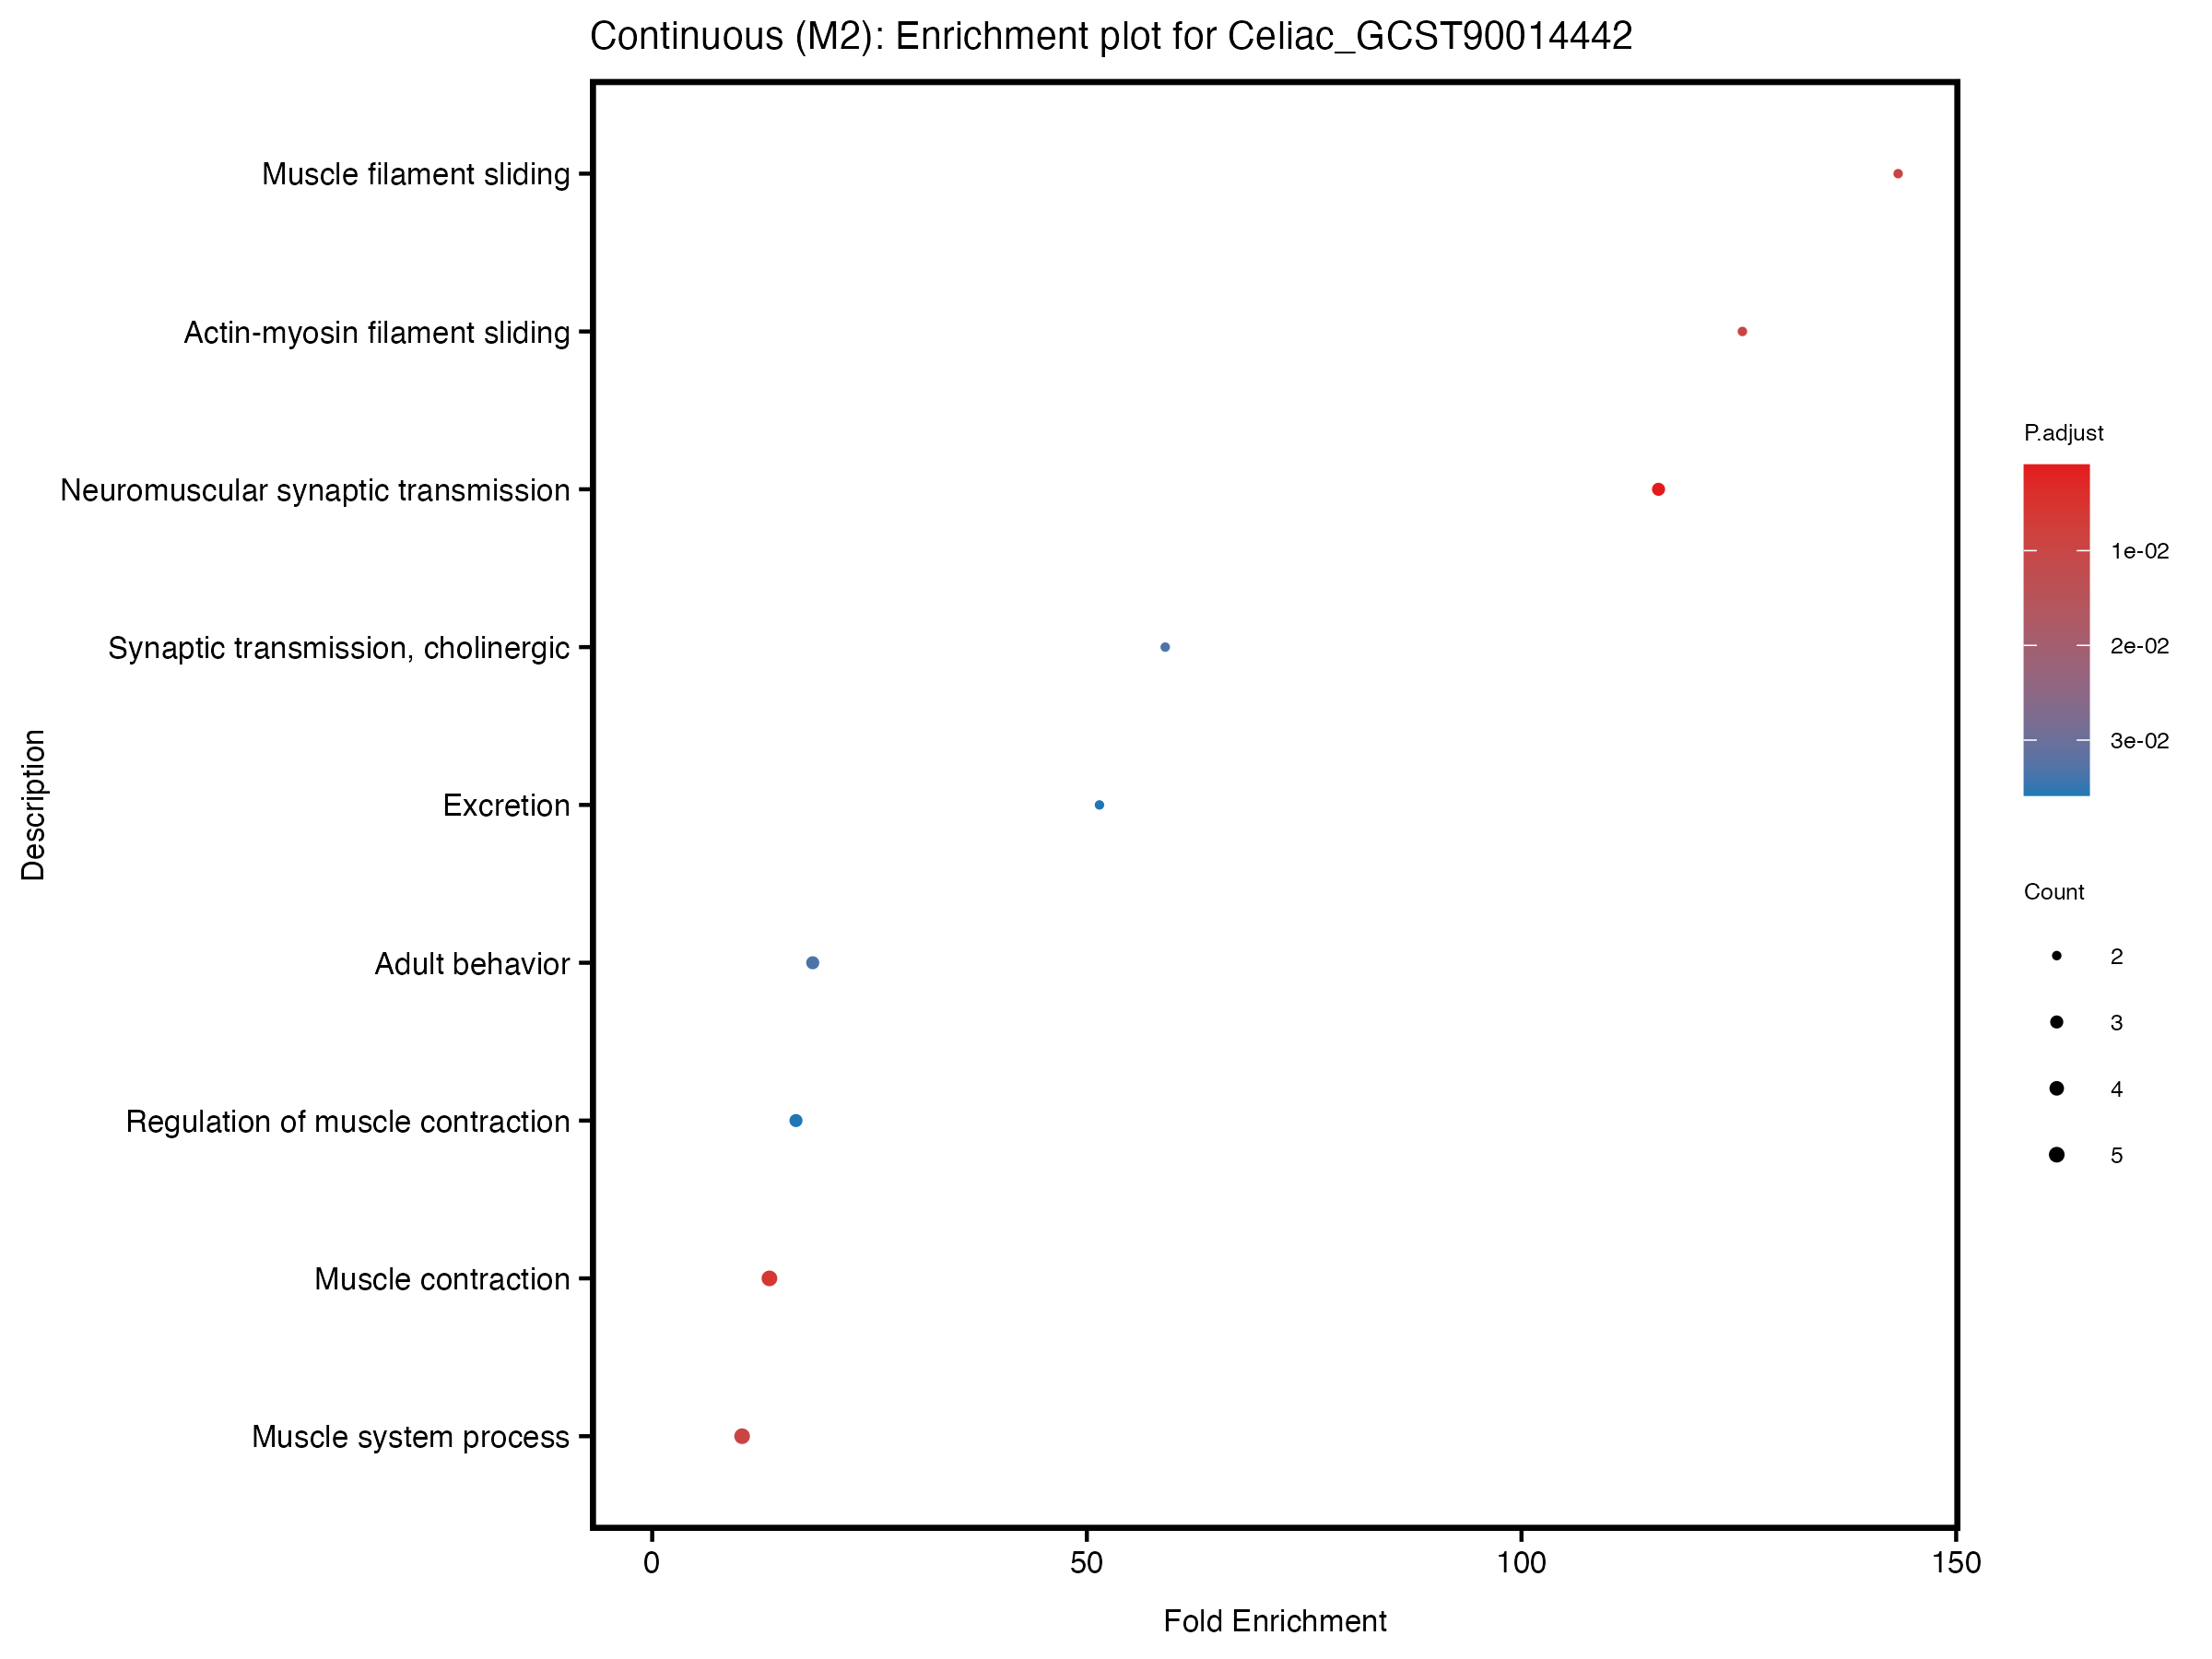 Continuous (M2): Enrichment plot for Celiac_GCST90014442
Muscle filament sliding
Actin-myosin filament sliding
Neuromuscular synaptic transmission
Synaptic transmission, cholinergic
Excretion
Adult behavior
Regulation of muscle contraction
Muscle contraction
Muscle system process
Description
0 50 100 150
Fold Enrichment
P.adjust
1e-02
2e-02
3e-02
Count
2
3
4
5